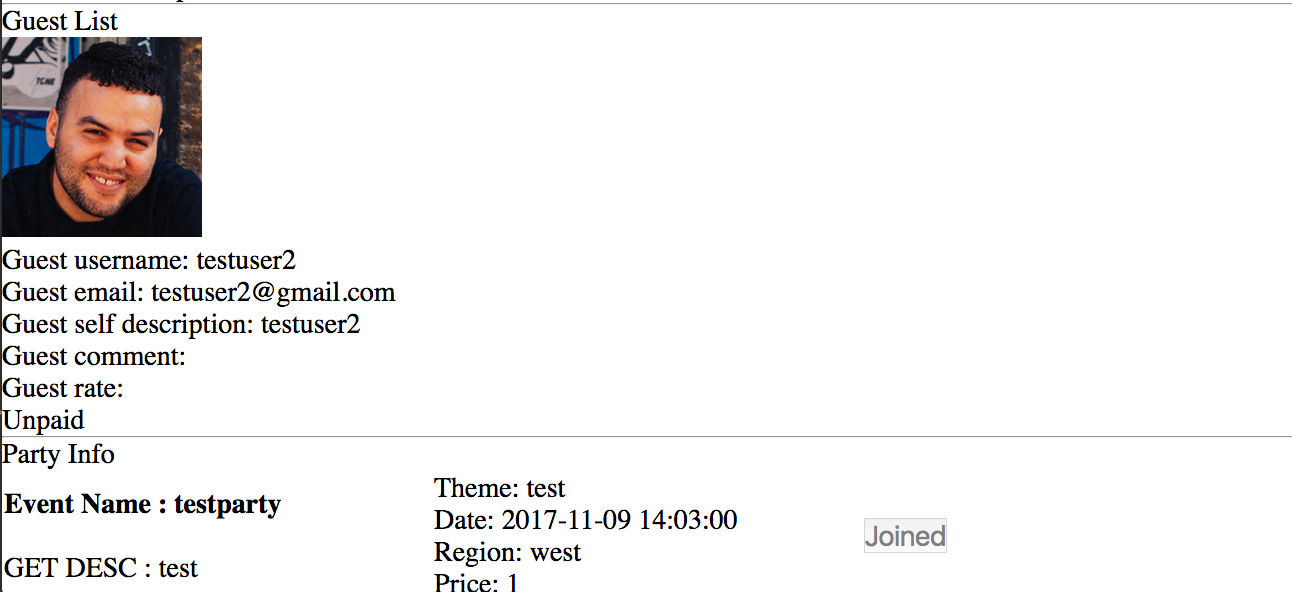 Guest List
TCNE
Guest username: testuser2
Guest email: testuser2@gmail.com
Guest self description: testuser2
Guest comment:
Guest rate:
Unpaid
Party Info
Event Name : testparty
GET DESC : test
Theme: test
Date: 2017-11-09 14:03:00
Region: west
Price: 1
Joined